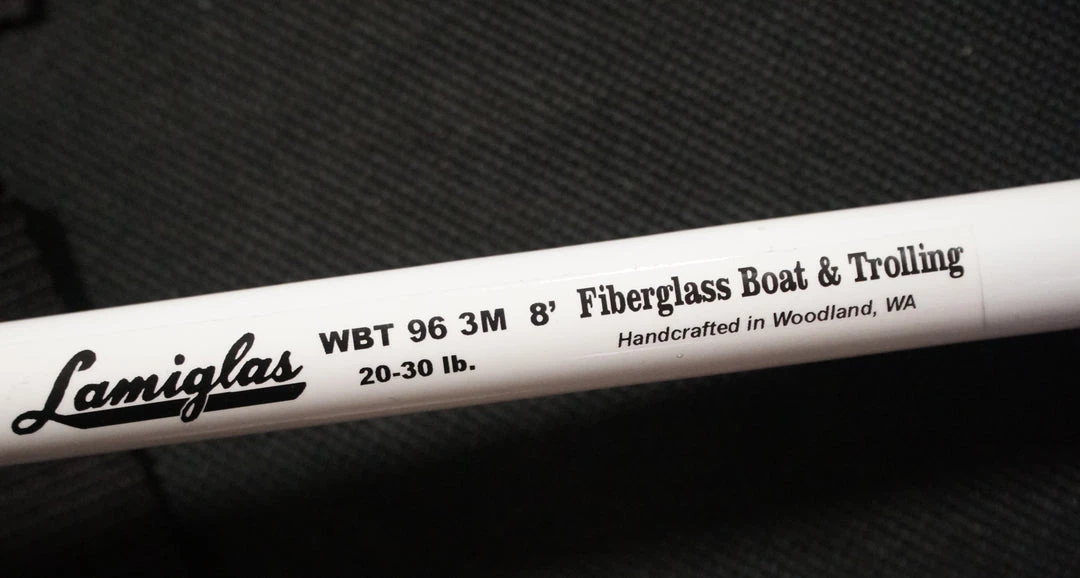 Lamiglas
WBT 96 3M 8’ Fiberglass Boat & Trolling
20-30 lb.
Handcrafted in Woodland, WA